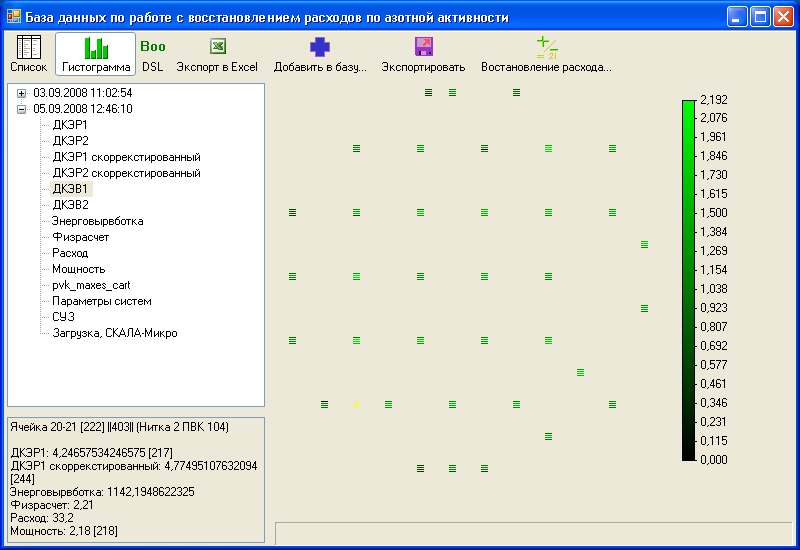 База данных по работе с восстановлением расходов по азотной активности
Список
Гистограмма
Boo
DSL
Экспорт в Excel
Добавить в базу...
Экспортировать
= 2!
Востановление расхода...
03.09.2008 11:02:54
05.09.2008 12:46:10
ДКЭР1
ДКЭР2
ДКЭР1 скоррекстированный
ДКЭР2 скоррекстированный
ДКЭВ1
ДКЭВ2
Энерговырвботка
Физрасчет
Расход
Мощность
pvk_maxes_cart
Параметры систем
СУЗ
Загрузка, СКАЛА-Микро
Ячейка 20-21 [222] ||403|| (Нитка 2 ПВК 104)
ДКЭР1: 4,24657534246575 [217]
ДКЭР1 скоррекстированный: 4,77495107632094
[244]
Энерговырвботка: 1142,1948622325
Физрасчет: 2,21
Расход: 33,2
Мощность: 2,18 [218]
2,192
2,076
1,961
1,846
1,730
1,615
1,500
1,384
1,269
1,154
1,038
0,923
0,807
0,692
0,577
0,461
0,346
0,231
0,115
0,000